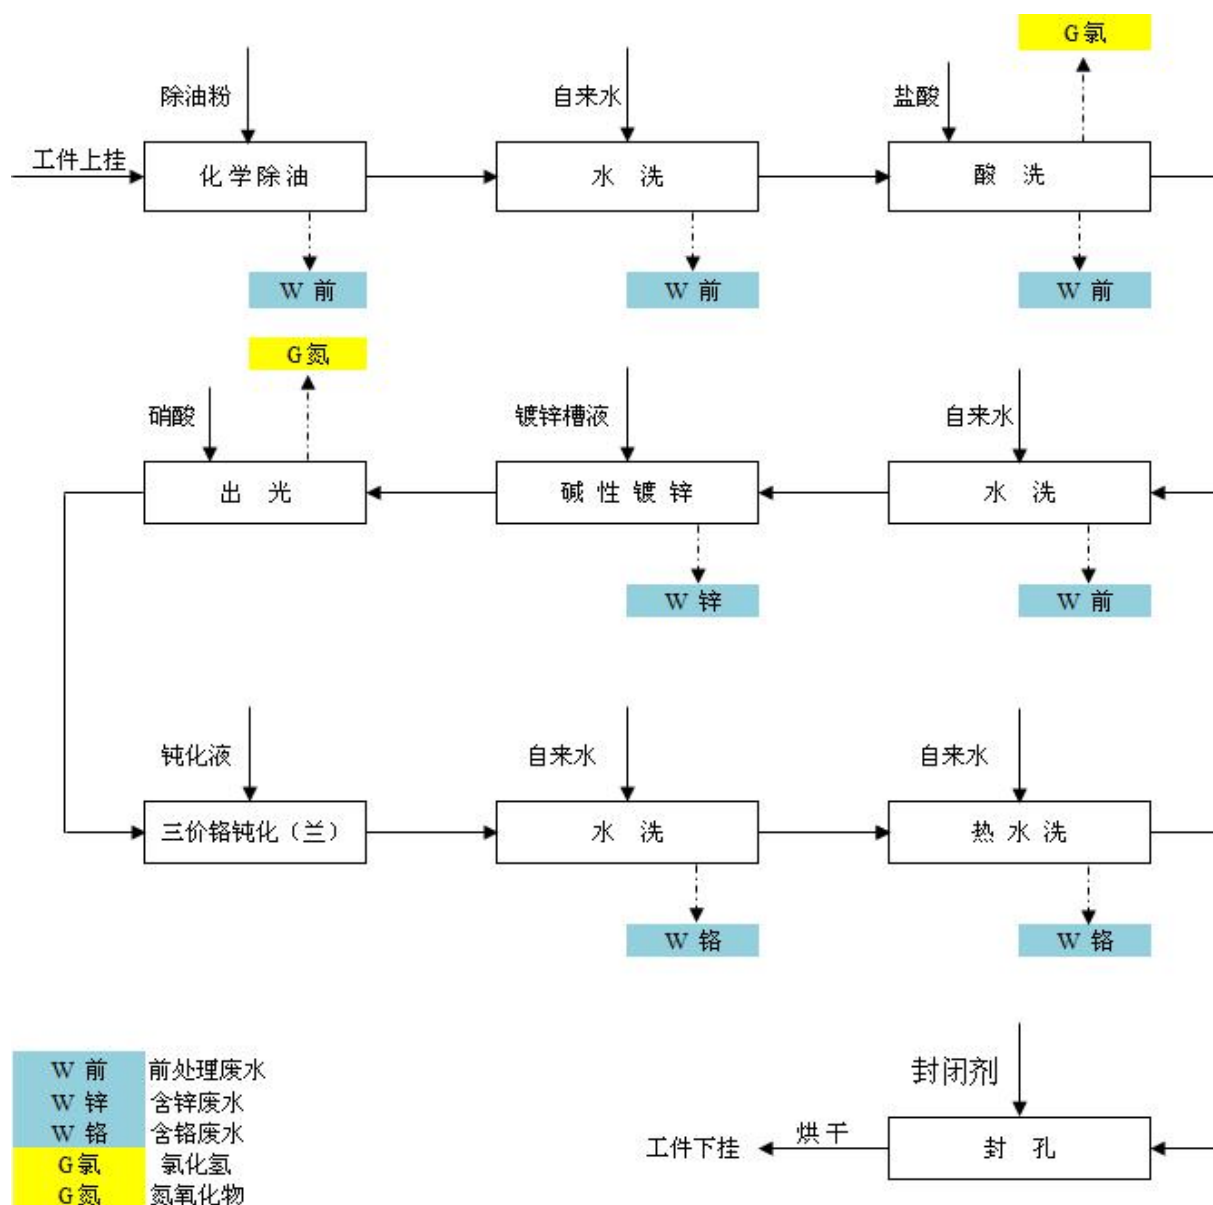 G氯
除油粉
自来水
盐酸
工件上挂
化学除油
水 洗
酸 洗
W 前
W 前
W 前
G氮
硝酸
镀锌槽液
自来水
出 光
碱性镀锌
水 洗
W 锌
W 前
钝化液
自来水
自来水
三价铬钝化（兰）
水 洗
热水洗
W 铬
W 铬
W 前 前处理废水
W 锌 含锌废水
W 铬 含铬废水
G氯 氯化氢
G氮 氮氧化物
封闭剂
工件下挂
烘干
封 孔